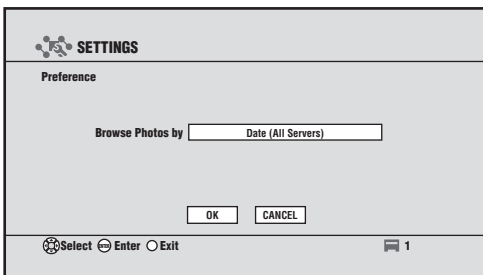 SETTINGS
Preference
Browse Photos by Date (All Servers)
OK CANCEL
Select Enter Exit 1